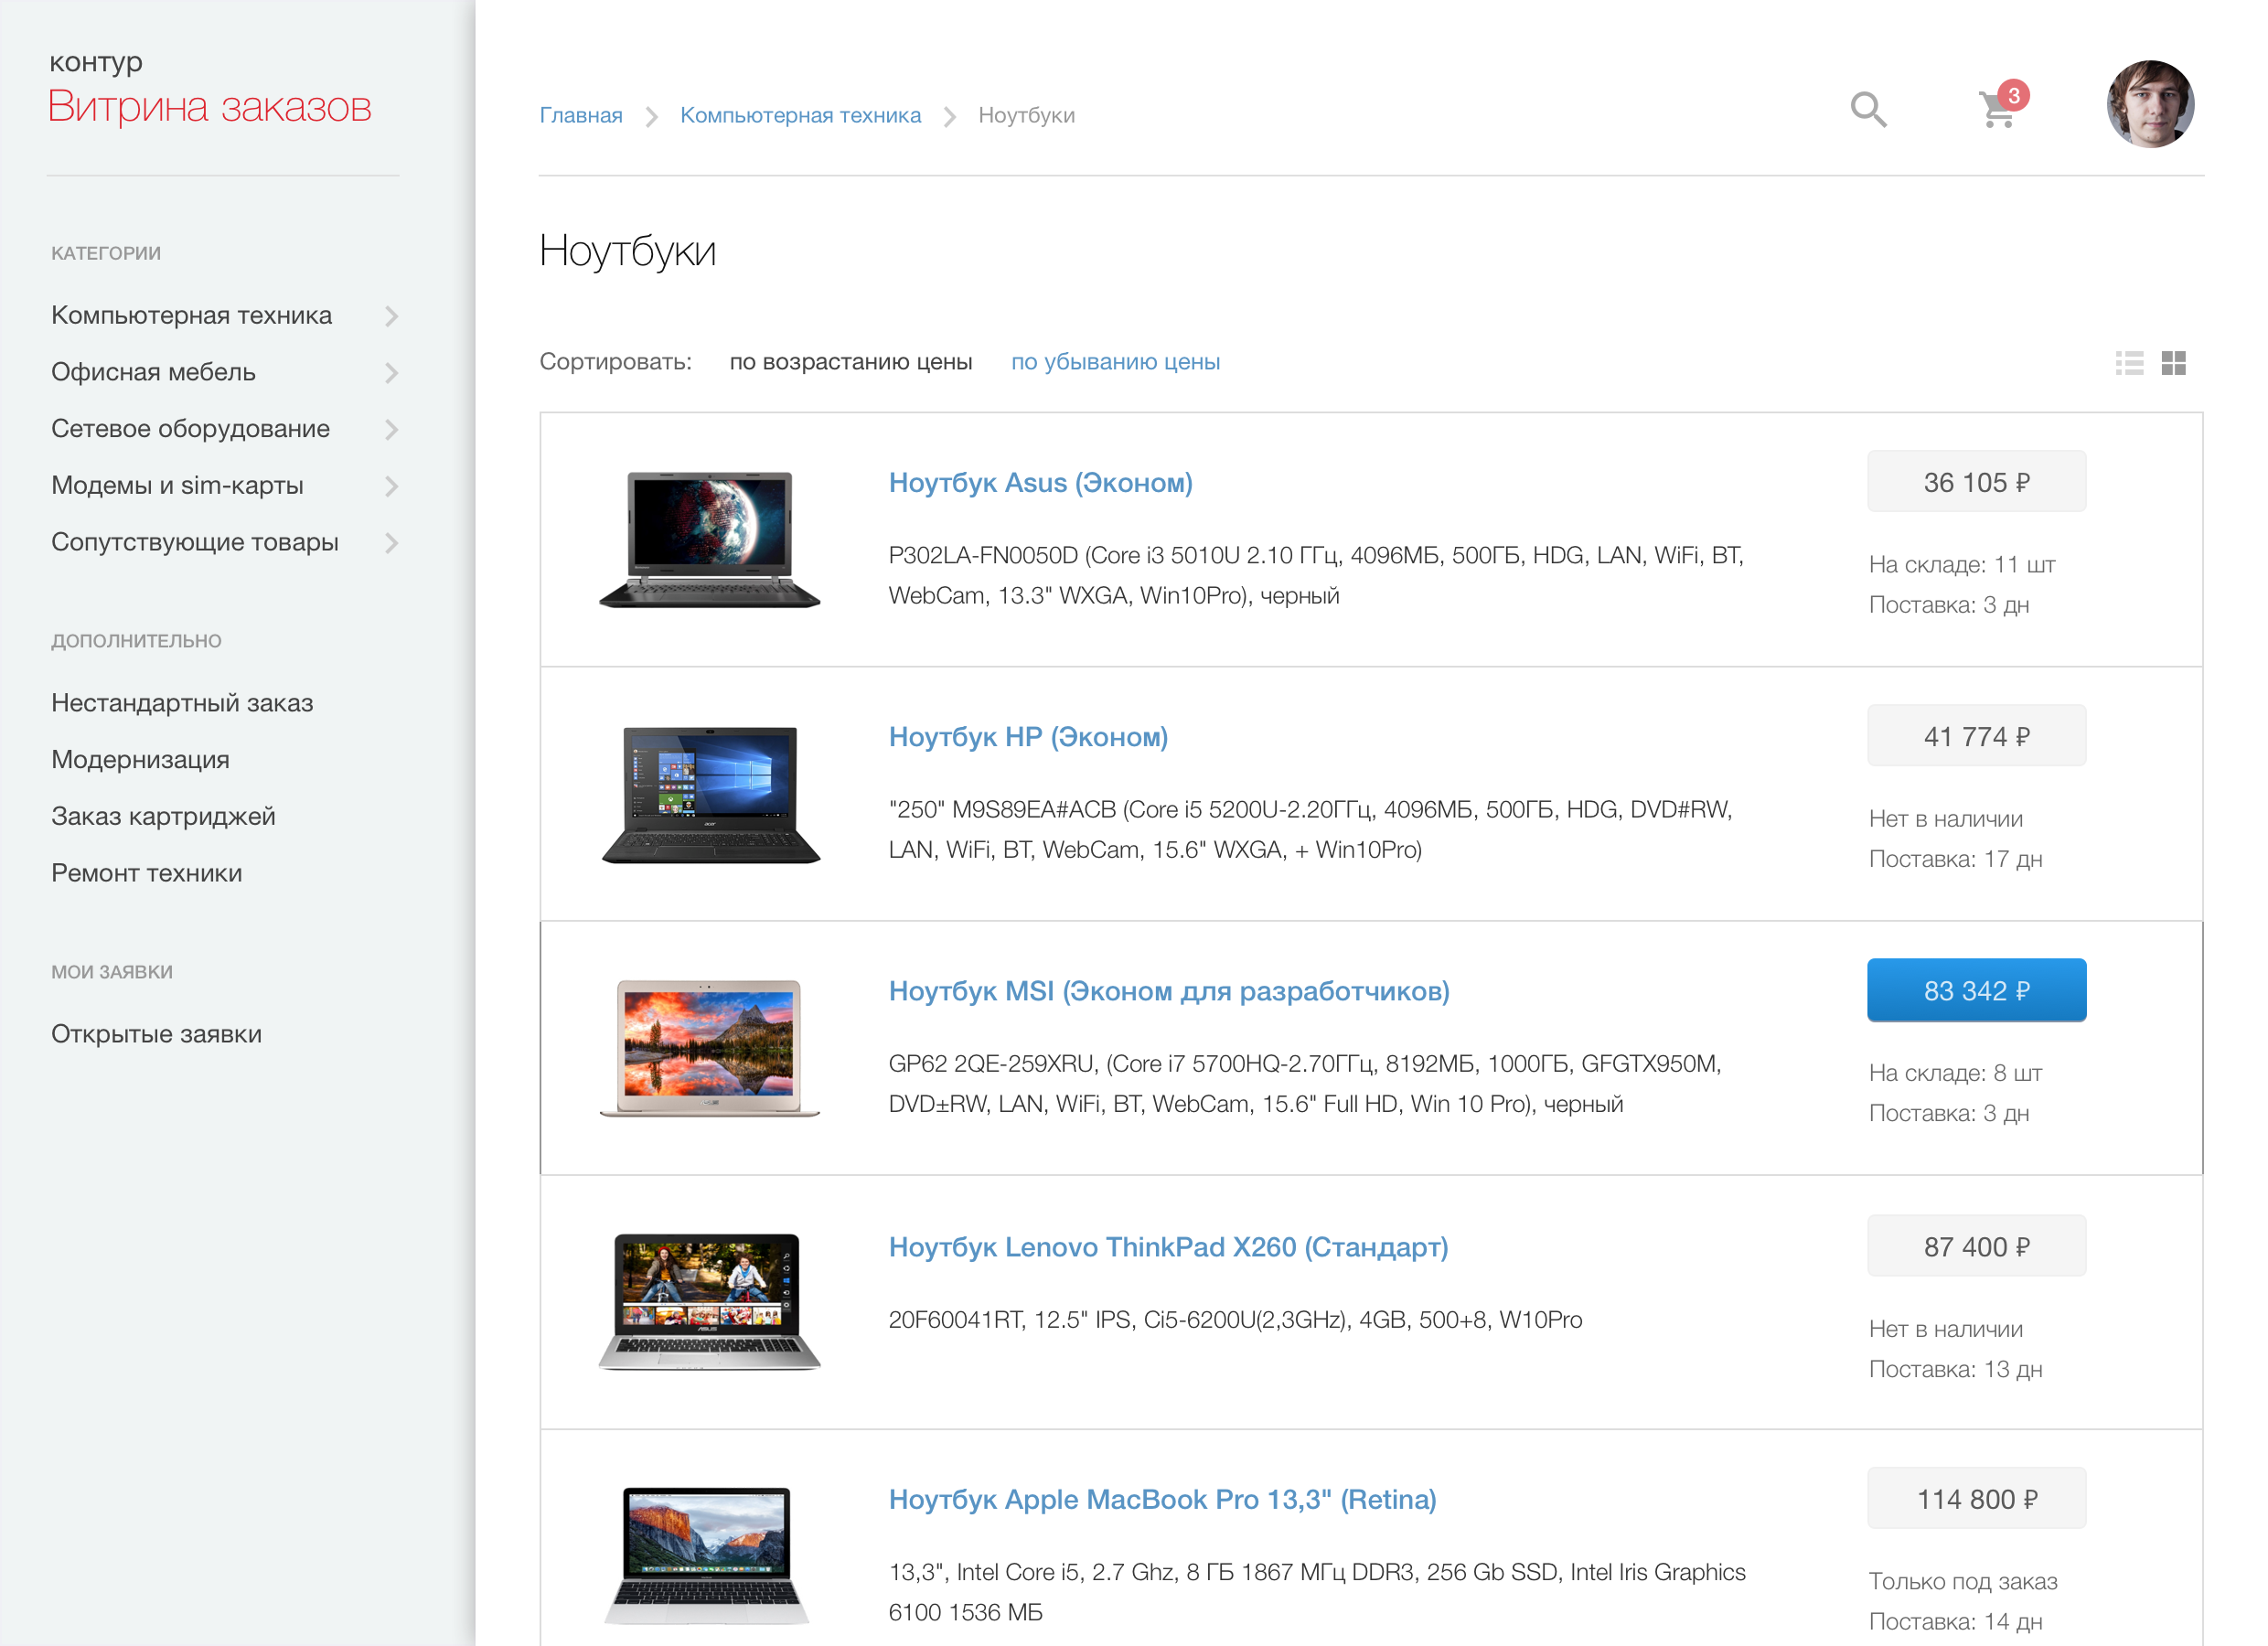 контур
Витрина заказов
КАТЕГОРИИ
Компьютерная техника
Офисная мебель
Сетевое оборудование
Модемы и sim-карты
Сопутствующие товары
ДОПОЛНИТЕЛЬНО
Нестандартный заказ
Модернизация
Заказ картриджей
Ремонт техники
МОИ ЗАЯВКИ
Открытые заявки
Главная
Компьютерная техника
Ноутбуки
3
Ноутбуки
Сортировать: по возрастанию цены по убыванию цены
Ноутбук Asus (Эконом)
P302LA-FN0050D (Core i3 5010U 2.10 ГГц, 4096МБ, 500ГБ, HDG, LAN, WiFi, BT,
WebCam, 13.3" WXGA, Win10Pro), черный
36 105 ₽
На складе: 11 шт
Поставка: 3 дн
Ноутбук HP (Эконом)
"250" M9S89EA#ACB (Core i5 5200U-2.20ГГц, 4096МБ, 500ГБ, HDG, DVD#RW,
LAN, WiFi, BT, WebCam, 15.6" WXGA, + Win10Pro)
41 774 ₽
Нет в наличии
Поставка: 17 дн
Ноутбук MSI (Эконом для разработчиков)
GP62 2QE-259XRU, (Core i7 5700HQ-2.70ГГц, 8192МБ, 1000ГБ, GFGTX950M,
DVD±RW, LAN, WiFi, BT, WebCam, 15.6" Full HD, Win 10 Pro), черный
83 342 ₽
На складе: 8 шт
Поставка: 3 дн
Ноутбук Lenovo ThinkPad X260 (Стандарт)
20F60041RT, 12.5" IPS, Ci5-6200U(2,3GHz), 4GB, 500+8, W10Pro
87 400 ₽
Нет в наличии
Поставка: 13 дн
Ноутбук Apple MacBook Pro 13,3" (Retina)
13,3", Intel Core i5, 2.7 Ghz, 8 ГБ 1867 МГц DDR3, 256 Gb SSD, Intel Iris Graphics
6100 1536 МБ
114 800 ₽
Только под заказ
Поставка: 14 дн